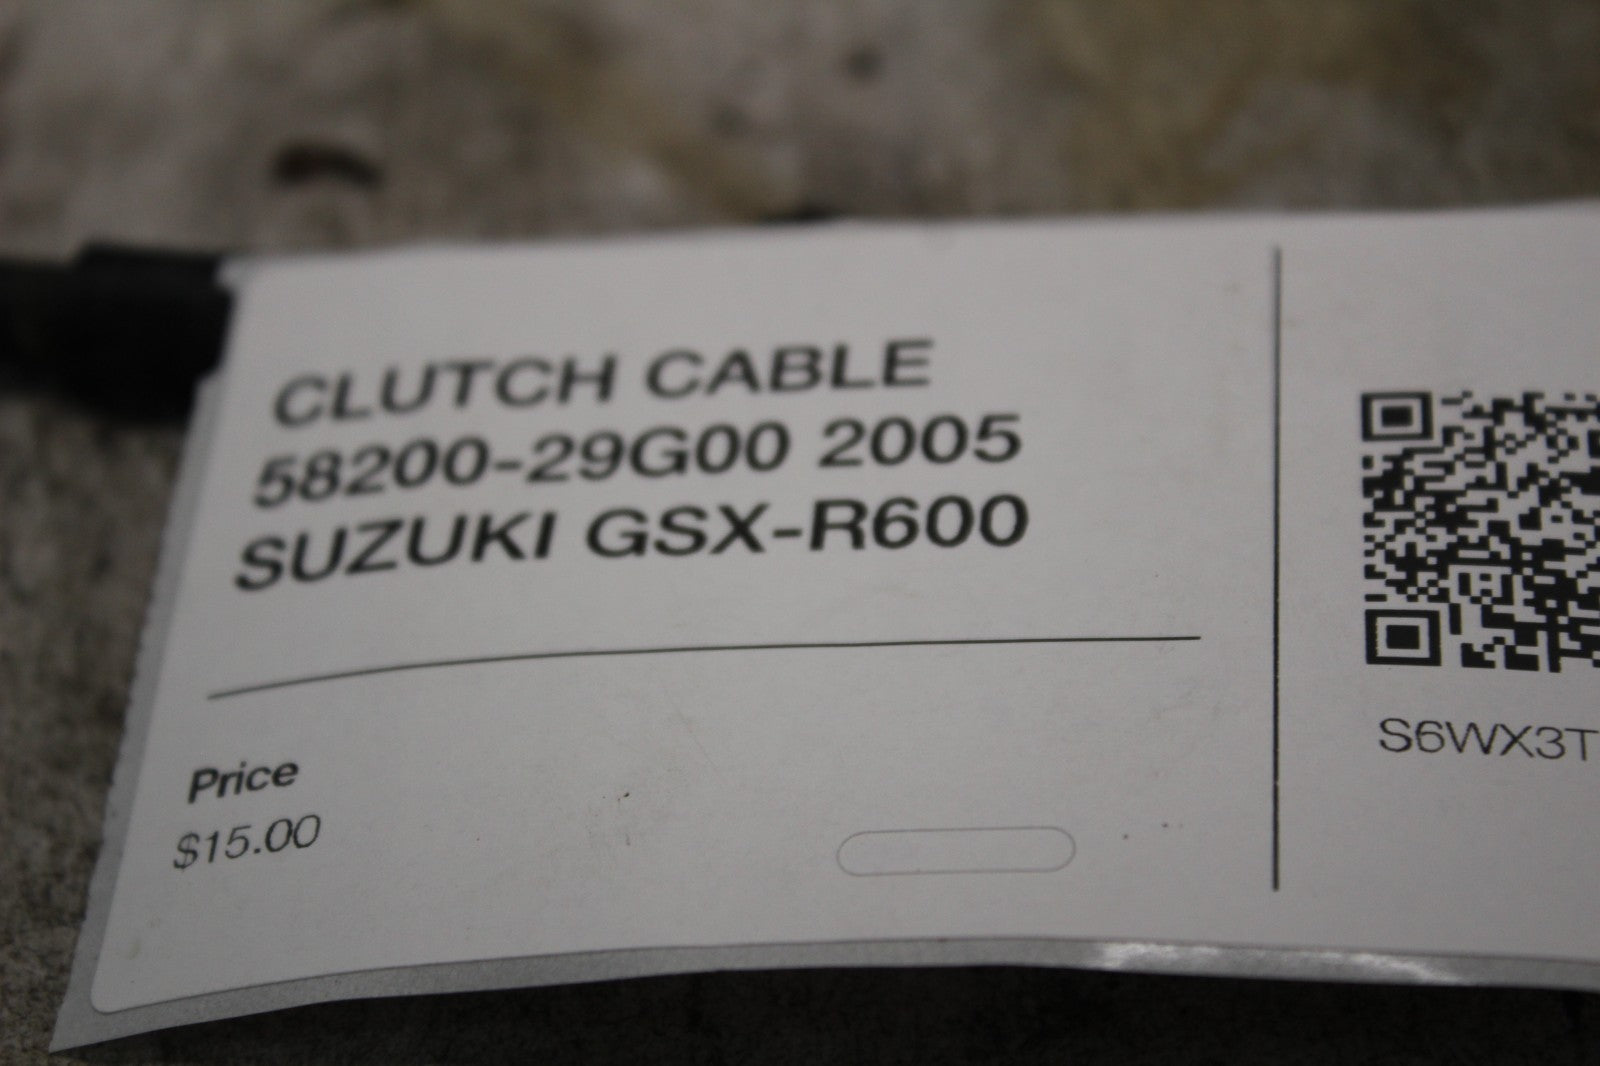 CLUTCH CABLE
58200-29G00 2005
SUZUKI GSX-R600
Price
$15.00
S6WX3T